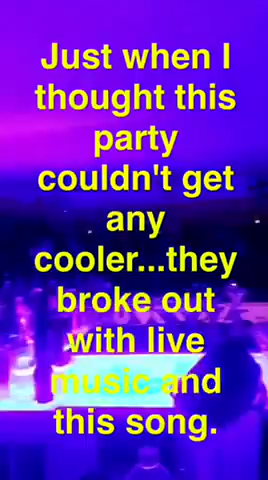 Just when I
thought this
party
couldn't get
any
cooler...they
broke out
with live
music and
this song.